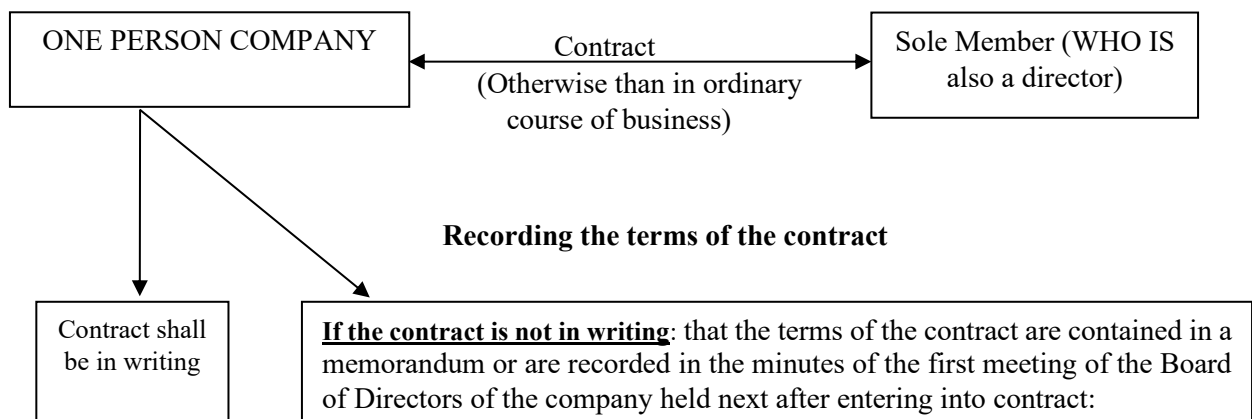 ONE PERSON COMPANY
Contract
(Otherwise than in ordinary
course of business)
Sole Member (WHO IS
also a director)
Recording the terms of the contract
Contract shall
be in writing
If the contract is not in writing: that the terms of the contract are contained in a
memorandum or are recorded in the minutes of the first meeting of the Board
of Directors of the company held next after entering into contract: